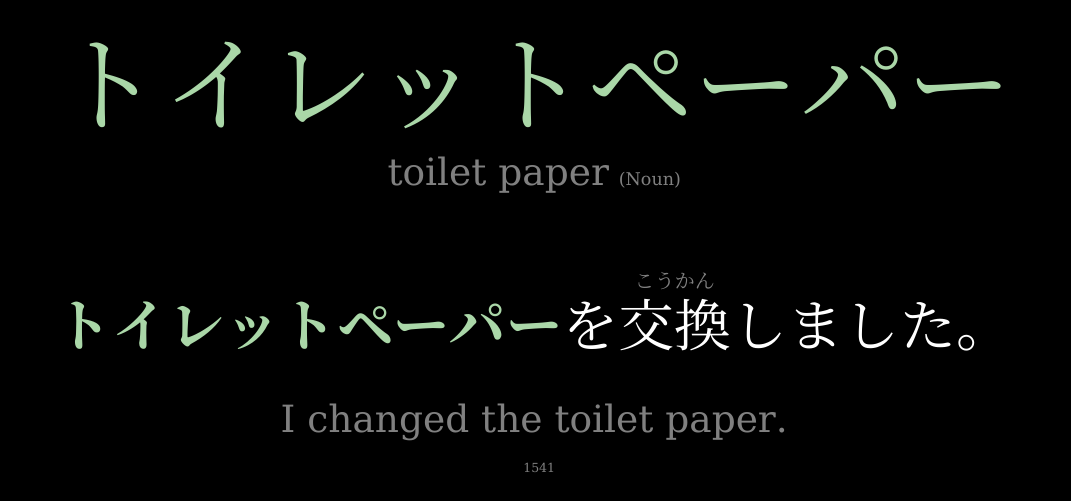 トイレットペーパー
toilet paper (Noun)
こうかん
トイレットペーパーを交換しました。
I changed the toilet paper.
1541